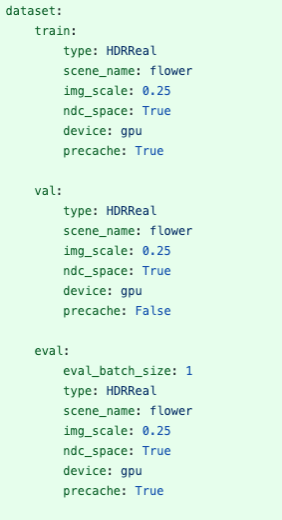 dataset:
    train:
        type: HDRReal
        scene_name: flower
        img_scale: 0.25
        ndc_space: True
        device: gpu
        precache: True

    val:
        type: HDRReal
        scene_name: flower
        img_scale: 0.25
        ndc_space: True
        device: gpu
        precache: False

    eval:
        eval_batch_size: 1
        type: HDRReal
        scene_name: flower
        img_scale: 0.25
        ndc_space: True
        device: gpu
        precache: True